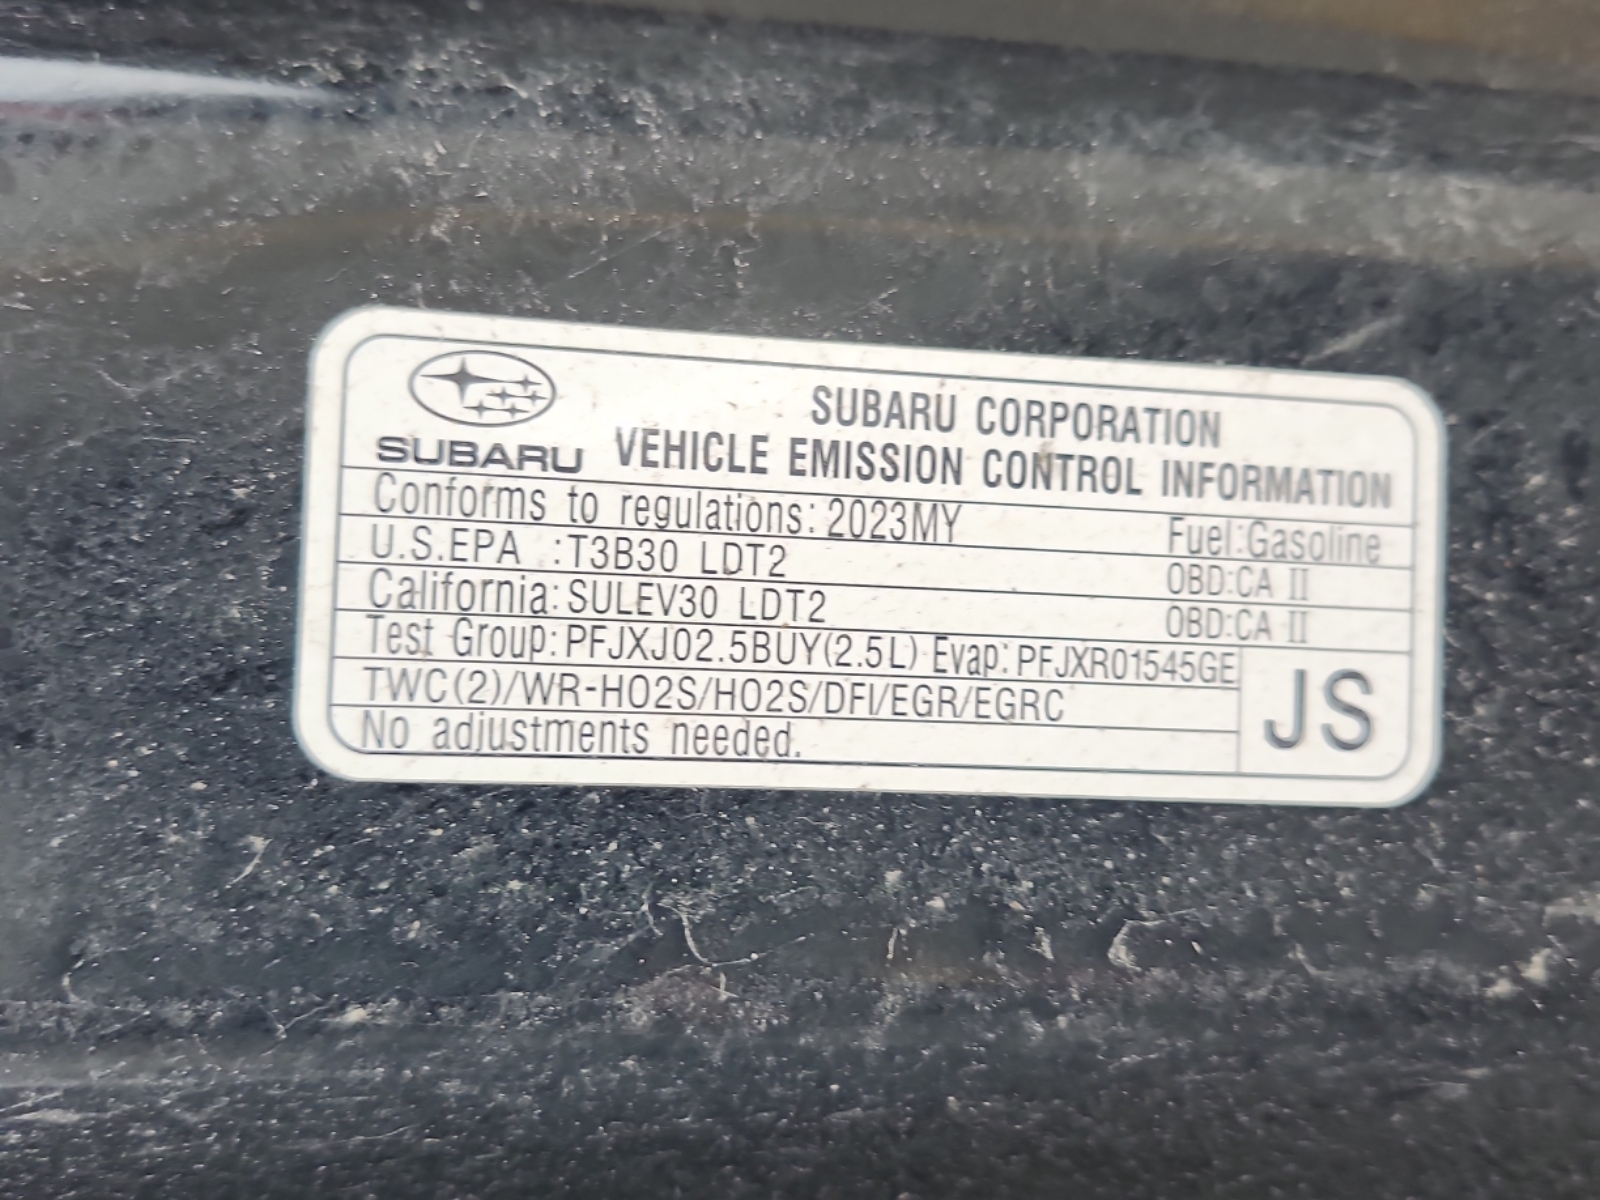 SUBARU CORPORATION
SUBARU VEHICLE EMISSION CONTROL INFORMATION
Conforms to regulations: 2023MY Fuel:Gasoline
U.S.EPA :T3B30 LDT2 OBD:CA II
California:SULEV30 LDT2 OBD:CA II
Test Group:PFJXJ02.5BUY(2.5L) Evap:PFJXR01545GE
TWC(2)/WR-HO2S/HO2S/DFI/EGR/EGRC
JS
No adjustments needed.